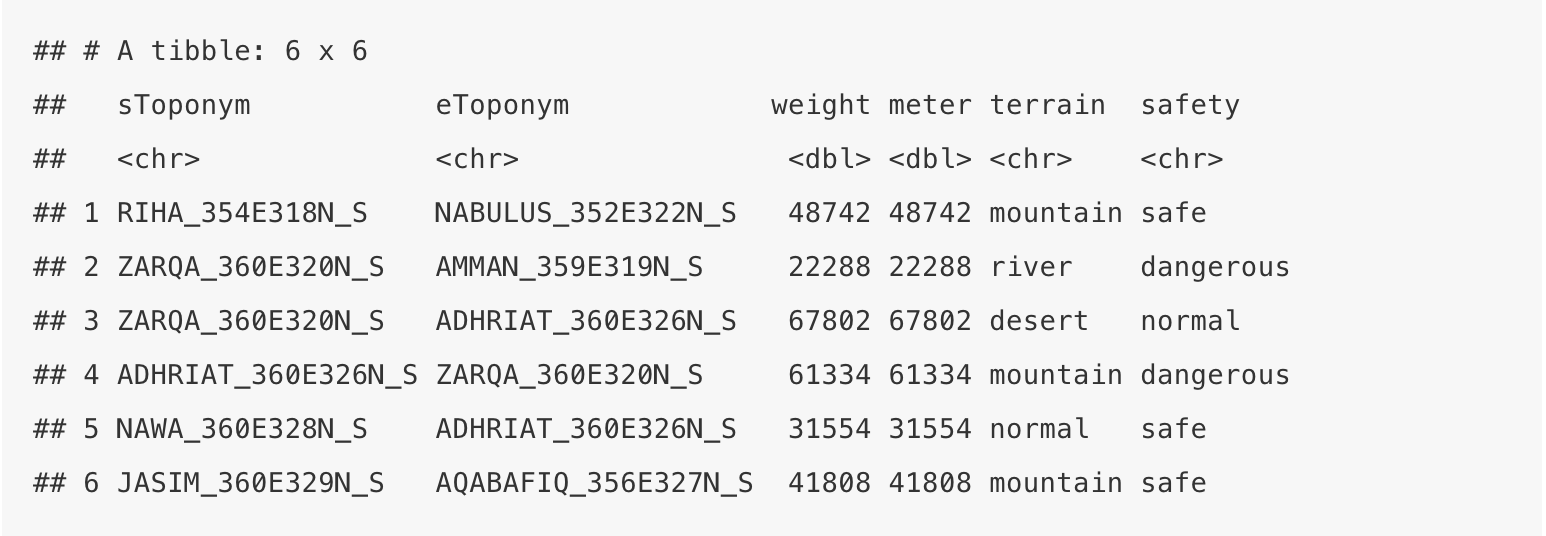 ## # A tibble: 6 x 6
##   sToponym           eToponym            weight meter terrain  safety
##   <chr>              <chr>                <dbl> <dbl> <chr>    <chr>
## 1 RIHA_354E318N_S    NABULUS_352E322N_S   48742 48742 mountain safe
## 2 ZARQA_360E320N_S   AMMAN_359E319N_S     22288 22288 river    dangerous
## 3 ZARQA_360E320N_S   ADHRIAT_360E326N_S   67802 67802 desert   normal
## 4 ADHRIAT_360E326N_S ZARQA_360E320N_S     61334 61334 mountain dangerous
## 5 NAWA_360E328N_S    ADHRIAT_360E326N_S   31554 31554 normal   safe
## 6 JASIM_360E329N_S   AQABAFIQ_356E327N_S  41808 41808 mountain safe